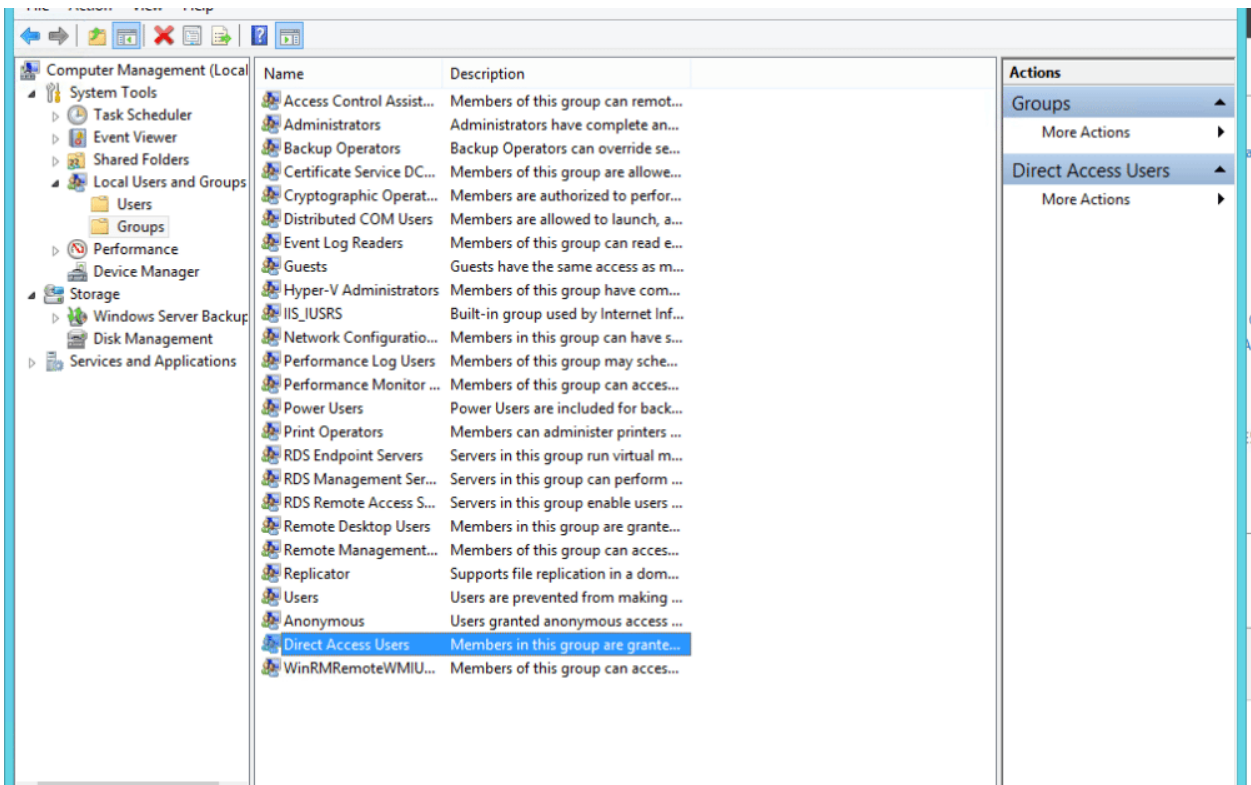 File Action View Help
Computer Management (Local
System Tools
Task Scheduler
Event Viewer
Shared Folders
Local Users and Groups
Users
Groups
Performance
Device Manager
Storage
Windows Server Backup
Disk Management
Services and Applications
Name Description
Access Control Assist... Members of this group can remot...
Administrators Administrators have complete an...
Backup Operators Backup Operators can override se...
Certificate Service DC... Members of this group are allowe...
Cryptographic Operat... Members are authorized to perfor...
Distributed COM Users Members are allowed to launch, a...
Event Log Readers Members of this group can read e...
Guests Guests have the same access as m...
Hyper-V Administrators Members of this group have com...
IIS_IUSRS Built-in group used by Internet Inf...
Network Configuratio... Members in this group can have s...
Performance Log Users Members of this group may sche...
Performance Monitor ... Members of this group can acces...
Power Users Power Users are included for back...
Print Operators Members can administer printers ...
RDS Endpoint Servers Servers in this group run virtual m...
RDS Management Ser... Servers in this group can perform ...
RDS Remote Access S... Servers in this group enable users ...
Remote Desktop Users Members in this group are grante...
Remote Management... Members of this group can acces...
Replicator Supports file replication in a dom...
Users Users are prevented from making ...
Anonymous Users granted anonymous access ...
Direct Access Users Members in this group are grante...
WinRMRemoteWMIU... Members of this group can acces...
Actions
Groups
More Actions
Direct Access Users
More Actions